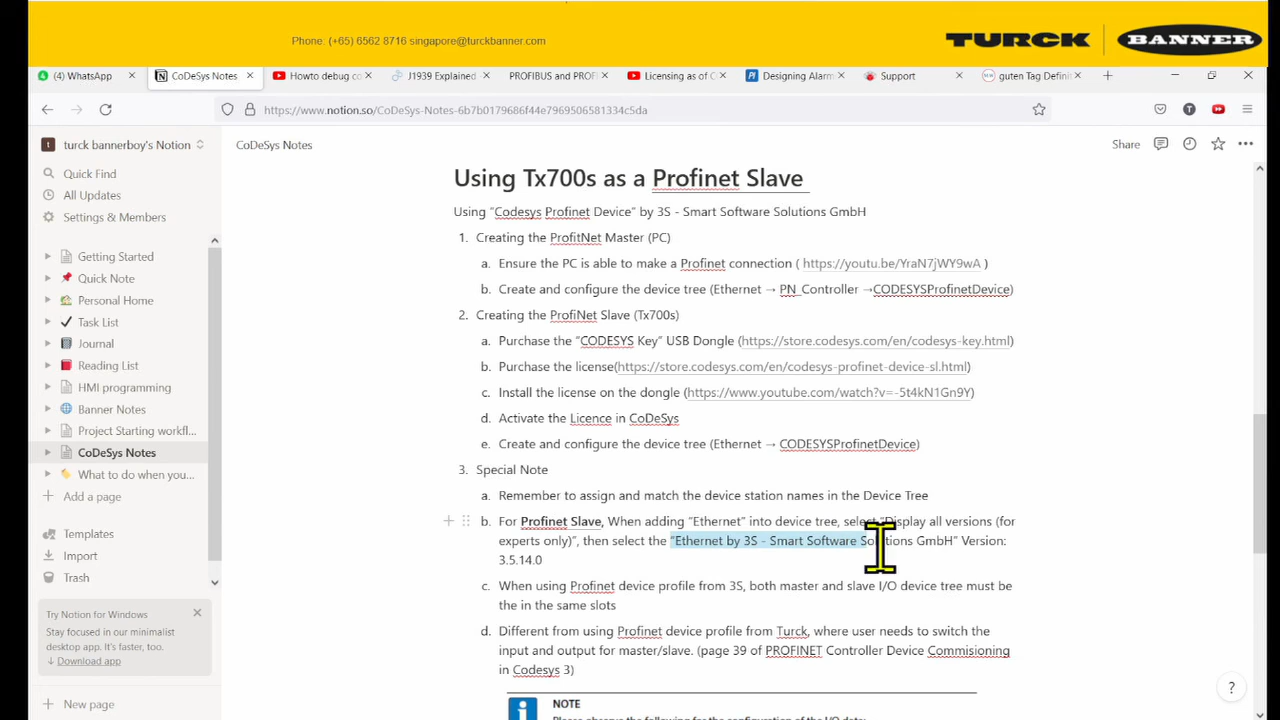 Phone: (+65) 6562 8716 singapore@turckbanner.com
TURCK
BANNER
(4) WhatsApp
CoDeSys Notes
Howto debug co
J1939 Explained
PROFIBUS and PROF
Licensing as of C
Designing Alarm
Support
guten Tag Definiti
https://www.notion.so/CoDeSys-Notes-6b7b0179686f44e7969506581334c5da
turck bannerboy's Notion
CoDeSys Notes
Share
Quick Find
All Updates
Settings & Members
Getting Started
Quick Note
Personal Home
Task List
Journal
Reading List
HMI programming
Banner Notes
Project Starting workfl...
CoDeSys Notes
What to do when you...
Add a page
Templates
Import
Trash
Try Notion for Windows
Stay focused in our minimalist
desktop app. It's faster, too.
Download app
New page
Using Tx700s as a Profinet Slave
Using "Codesys Profinet Device" by 3S - Smart Software Solutions GmbH
1. Creating the ProfitNet Master (PC)
a. Ensure the PC is able to make a Profinet connection ( https://youtu.be/YraN7jWY9wA )
b. Create and configure the device tree (Ethernet → PN_Controller →CODESYSProfinetDevice)
2. Creating the ProfiNet Slave (Tx700s)
a. Purchase the "CODESYS Key" USB Dongle (https://store.codesys.com/en/codesys-key.html)
b. Purchase the license(https://store.codesys.com/en/codesys-profinet-device-sl.html)
c. Install the license on the dongle (https://www.youtube.com/watch?v=-5t4kN1Gn9Y)
d. Activate the Licence in CoDeSys
e. Create and configure the device tree (Ethernet → CODESYSProfinetDevice)
3. Special Note
a. Remember to assign and match the device station names in the Device Tree
b. For Profinet Slave, When adding "Ethernet" into device tree, select "Display all versions (for
experts only)", then select the "Ethernet by 3S - Smart Software Solutions GmbH" Version:
3.5.14.0
c. When using Profinet device profile from 3S, both master and slave I/O device tree must be
the in the same slots
d. Different from using Profinet device profile from Turck, where user needs to switch the
input and output for master/slave. (page 39 of PROFINET Controller Device Commisioning
in Codesys 3)
NOTE
Please observe the following for the configuration of the I/O data:
?